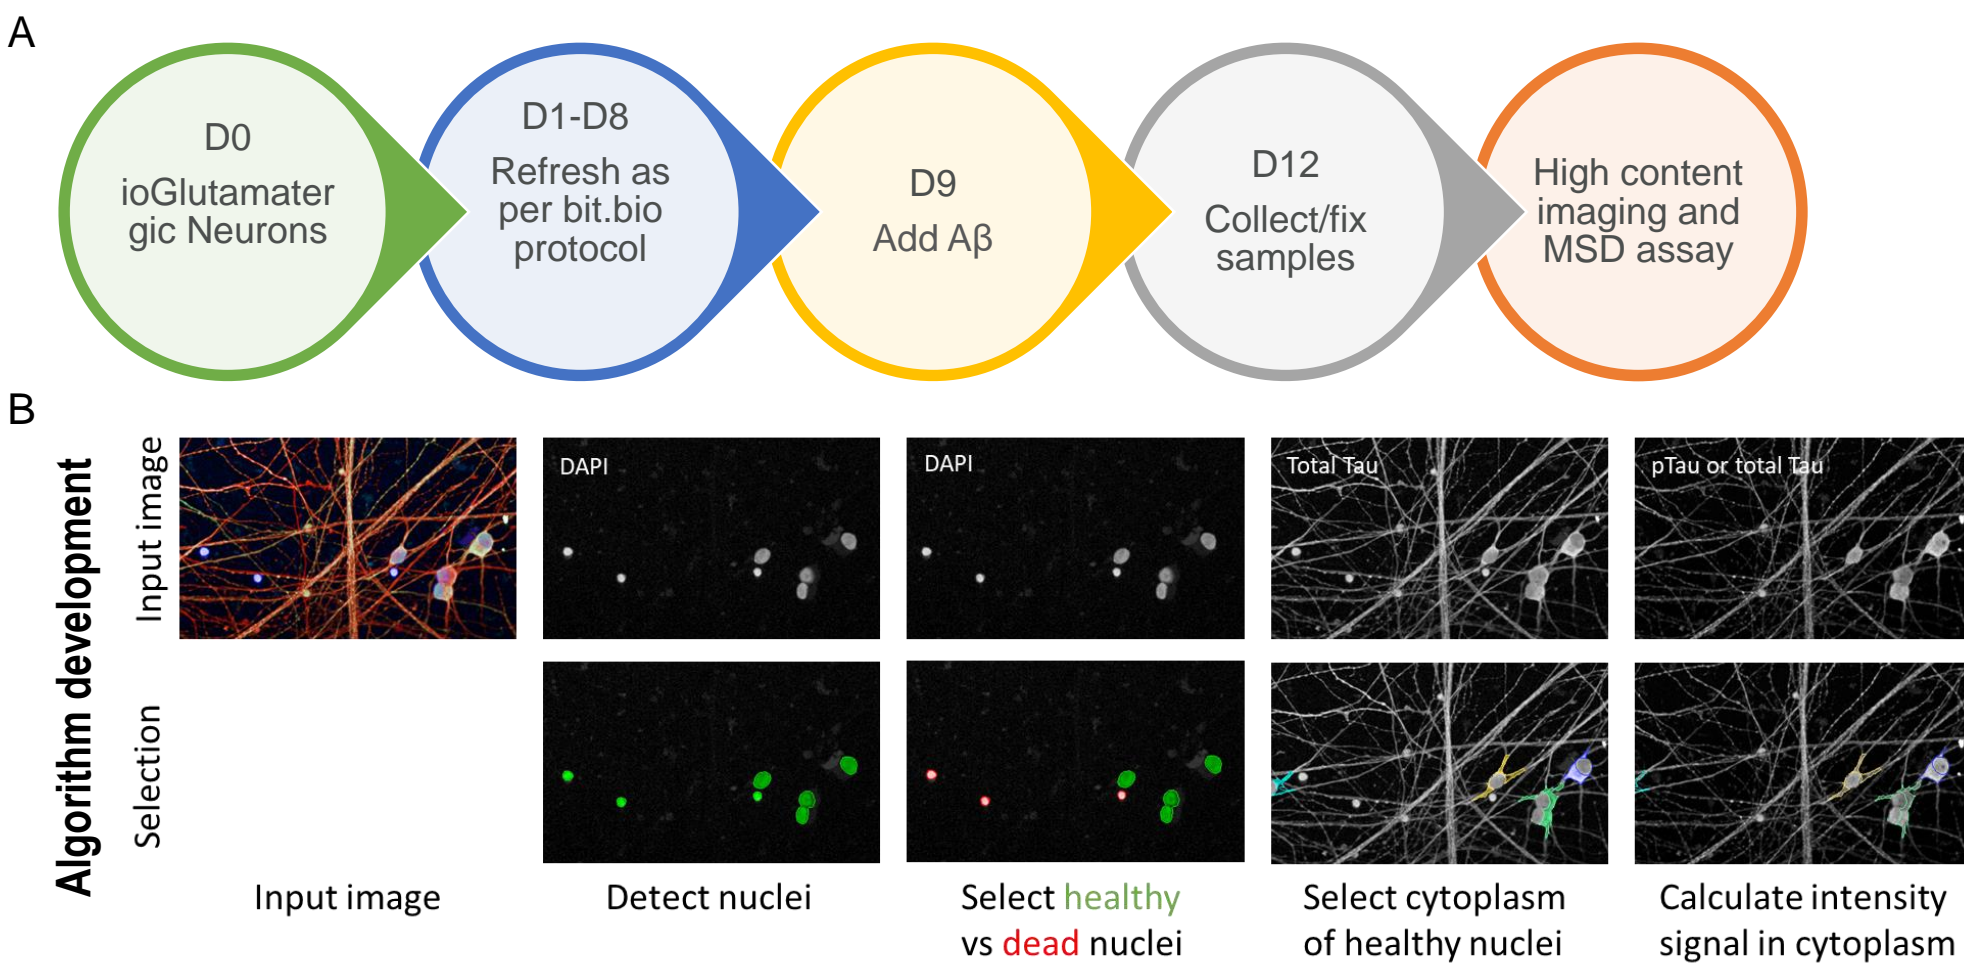 A
D0
ioGlutamater
gic Neurons
D1-D8
Refresh as
per bit.bio
protocol
D9
Add Aβ
D12
Collect/fix
samples
High content
imaging and
MSD assay
B
Algorithm development
Input image
Selection
DAPI
DAPI
Total Tau
pTau or total Tau
Input image
Detect nuclei
Select healthy
vs dead nuclei
Select cytoplasm
of healthy nuclei
Calculate intensity
signal in cytoplasm